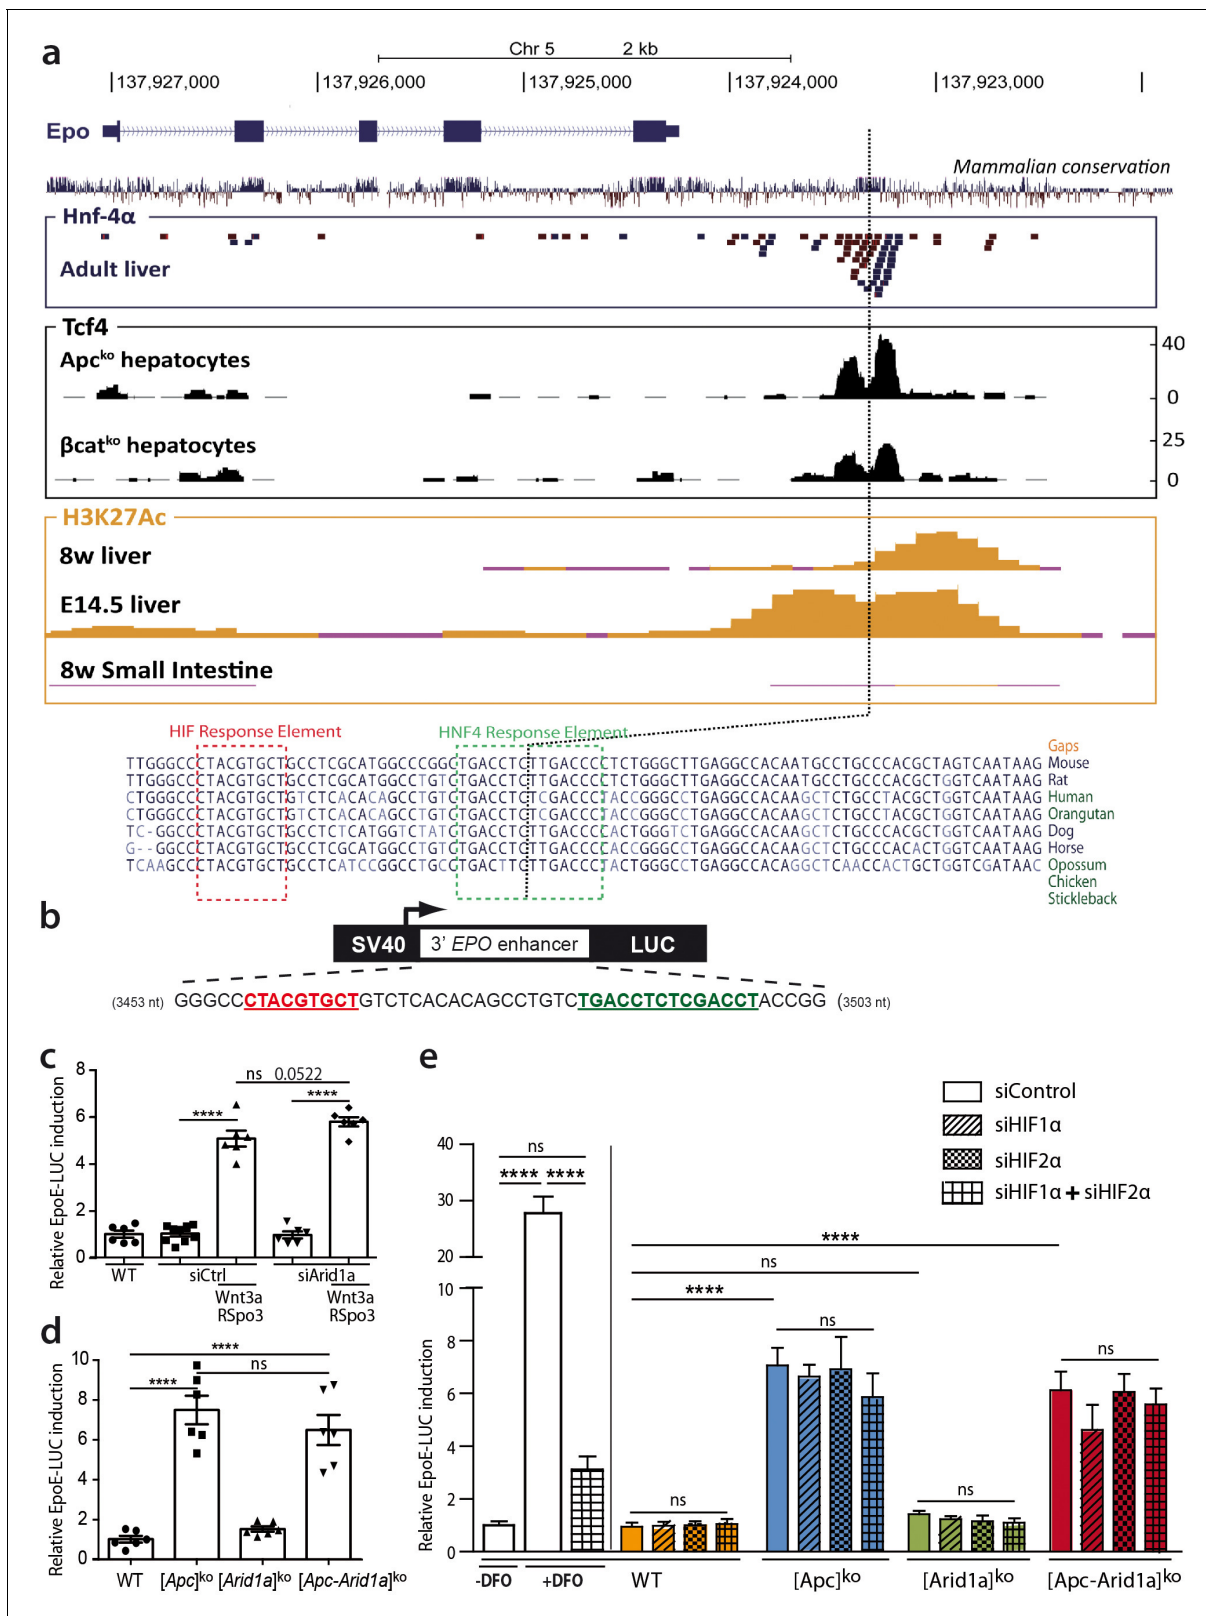 a
Chr 5 2 kb
137,927,000 137,926,000 137,925,000 137,924,000 137,923,000
Epo
Mammalian conservation
Hnf-4α
Adult liver
Tcf4
Apcko hepatocytes
40
0
βcatko hepatocytes
25
0
H3K27Ac
8w liver
E14.5 liver
8w Small Intestine
HIF Response Element HNF4 Response Element
Gaps
TTGGGCCCTACGTGCTGCCTCGCATGGCCCGGCTGACCTCTTGACCCCTCTGGGCTTGAGGCCACAATGCCTGCCCACGCTAGTCAATAAG Mouse
TTGGGCCCTACGTGCTGCCTCGCATGGCCTGTCTGACCTCTTGACCCCTCTGGGCTTGAGGCCACAATGCCTGCCCACGCTGGTCAATAAG Rat
CTGGGCCCTACGTGCTGTCTCACACAGCCTGTCTGACCTCTCGACCCTACCGGGCCTGAGGCCACAAGCTCTGCCTACGCTGGTCAATAAG Human
CTGGGCCCTACGTGCTGTCTCACACAGCCTGTCTGACCTCTCGACCCTACCGGGCCTGAGGCCACAAGCTCTGCCTACGCTGGTCAATAAG Orangutan
TC-GGCCCTACGTGCTGCCTCTCATGGTCTATCTGACCTCTTGACCCCACTGGGTCTGAGGCCACAAGCTCTGCCCACGCTGGTCAATAAG Dog
G--GGCCCTACGTGCTGCCTCGCATGGCCTGTCTGACCTCTTGACCCCACCGGGCCTGAGGCCACAAGCTCTGCCCACACTGGTCAATAAG Horse
TCAAGCCCTACGTGCTGCCTCATCCGGCCTGCCTGACTTCTTGACCCTACTGGGCCTGAGGCCACAGGCTCAACCACTGCTGGTCGATAAC Opossum
Chicken
Stickleback
b
SV40 3' EPO enhancer LUC
(3453 nt) GGGCCCTACGTGCTGTCTCACACAGCCTGTCTGACCTCTCGACCTACCGG (3503 nt)
c
Relative EpoE-LUC induction
8
6
4
2
0
ns 0.0522
**** ****
WT siCtrl siArid1a
Wnt3a Wnt3a
RSpo3 RSpo3
d
Relative EpoE-LUC induction
10
8
6
4
2
0
****
**** ns
WT [Apc]ko [Arid1a]ko [Apc-Arid1a]ko
e
siControl
siHIF1α
siHIF2α
siHIF1α + siHIF2α
Relative EpoE-LUC induction
40
30
20
10
8
6
4
2
0
ns
**** ****
****
ns
****
ns ns ns ns
-DFO +DFO WT [Apc]ko [Arid1a]ko [Apc-Arid1a]ko